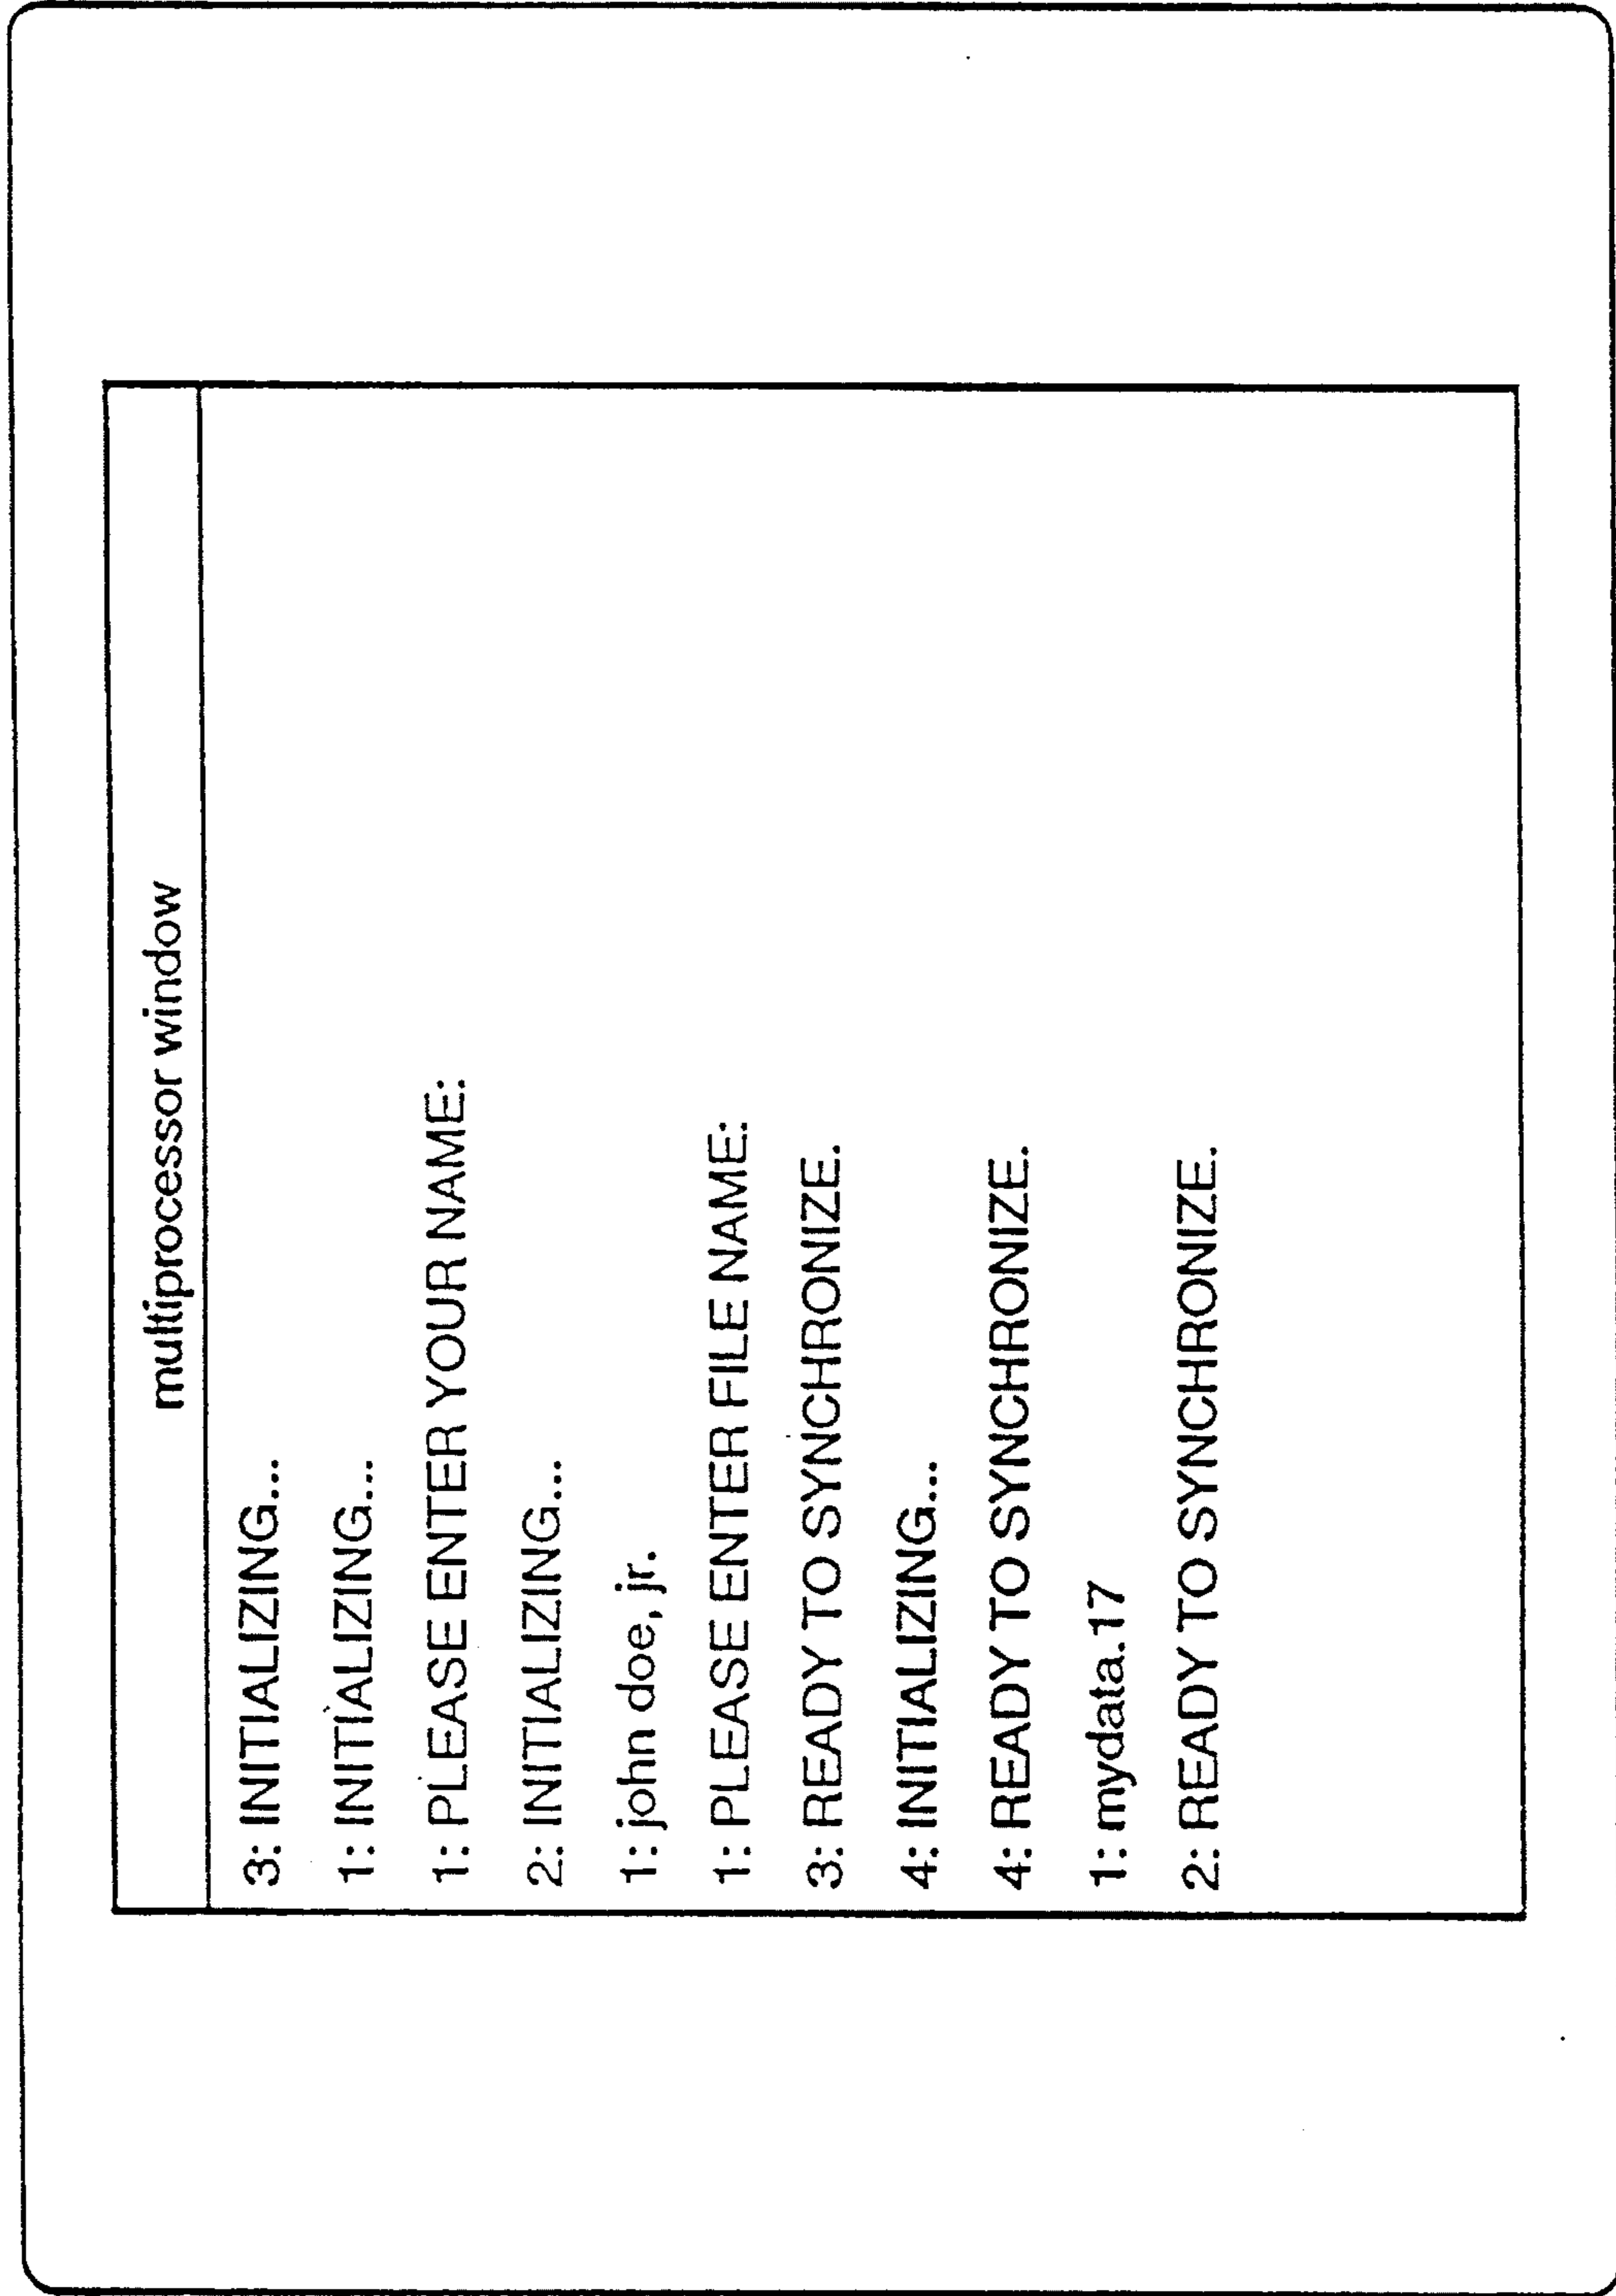 multiprocessor window
3: INITIALIZING...
1: INITIALIZING...
1: PLEASE ENTER YOUR NAME:
2: INITIALIZING...
1: john doe, jr.
1: PLEASE ENTER FILE NAME:
3: READY TO SYNCHRONIZE.
4: INITIALIZING...
4: READY TO SYNCHRONIZE.
1: mydata.17
2: READY TO SYNCHRONIZE.